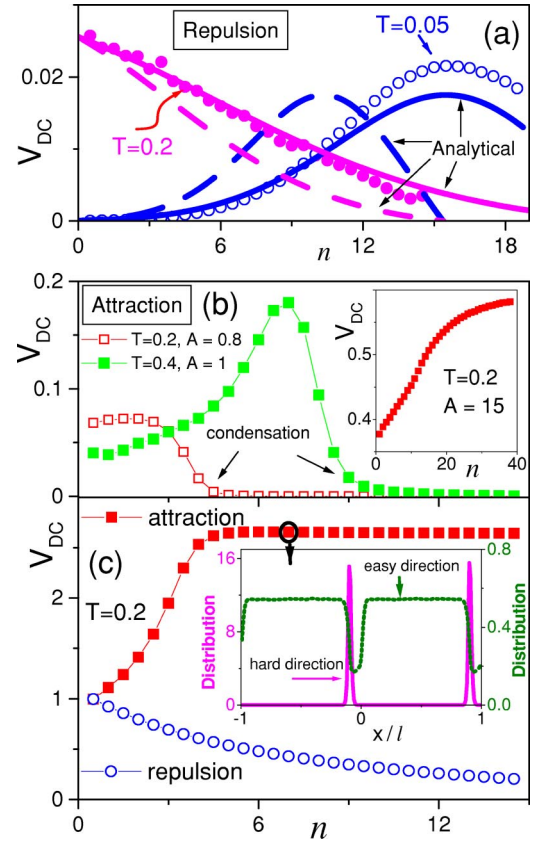 Repulsion
T=0.05
(a)
0.02
V_DC
T=0.2
Analytical
0
0 6 12 18
n
0.2
Attraction
(b)
T=0.2, A = 0.8
T=0.4, A = 1
V_DC
0.1
condensation
0
V_DC
0.5
0.4
T=0.2
A = 15
0 20 40
n
attraction
V_DC
(c)
T=0.2
2
1
0
repulsion
16
8
0
Distribution
easy direction
hard direction
0.8
0.4
0.0
Distribution
-1 0 1
x / l
0 6 12
n